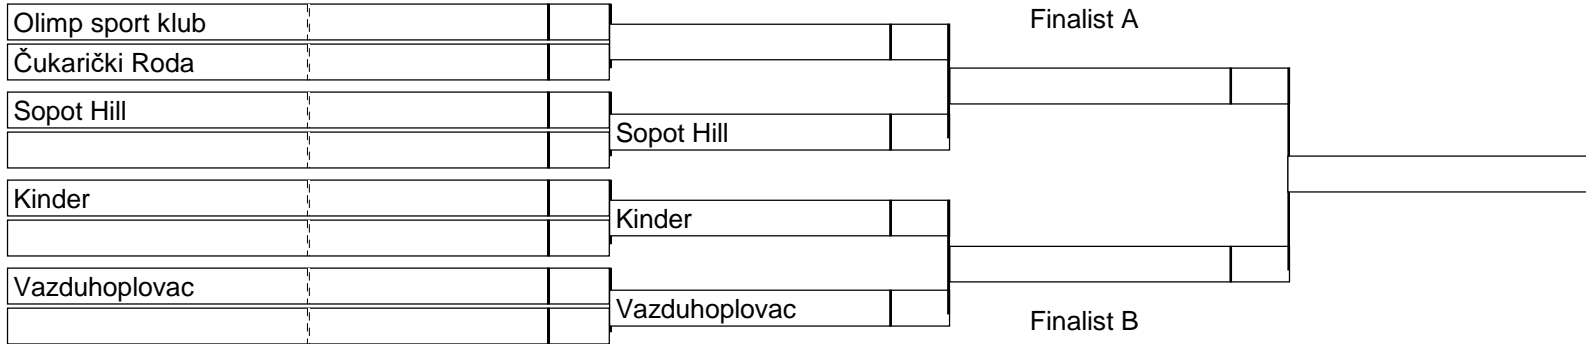 Olimp sport klub
Čukarički Roda
Sopot Hill
Kinder
Vazduhoplovac
Sopot Hill
Kinder
Vazduhoplovac
Finalist A
Finalist B